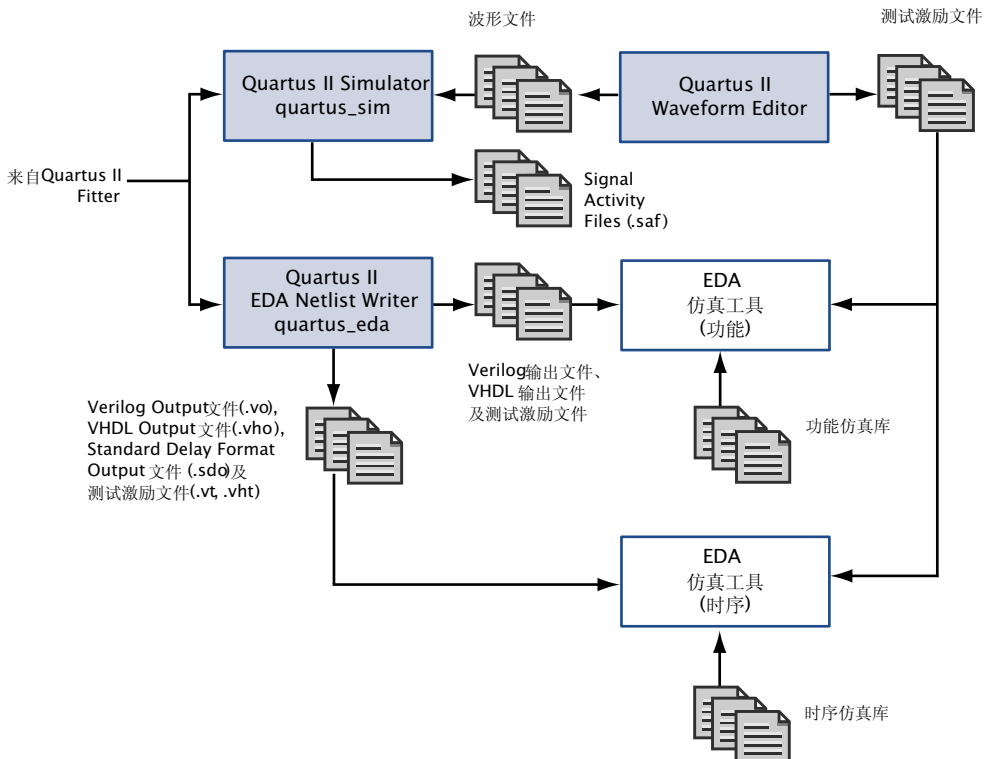 波形文件
测试激励文件
Quartus II Simulator
quartus_sim
Quartus II
Waveform Editor
来自Quartus II
Fitter
Signal
Activity
Files (.saf)
Quartus II
EDA Netlist Writer
quartus_eda
EDA
仿真工具
(功能)
Verilog输出文件、
VHDL 输出文件
及测试激励文件
Verilog Output文件(.vo),
VHDL Output 文件(.vho),
Standard Delay Format
Output 文件 (.sdo)及
测试激励文件(.vt, .vht)
功能仿真库
EDA
仿真工具
(时序)
时序仿真库